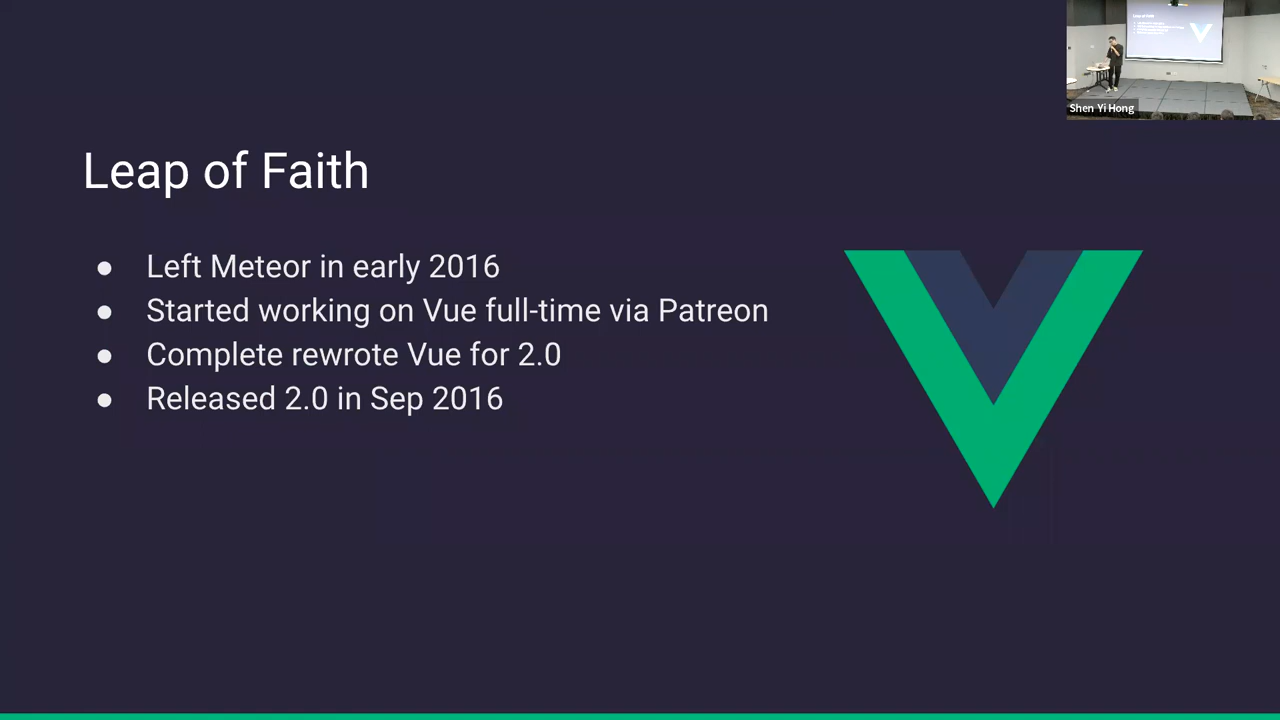 Shen Yi Hong
Leap of Faith
● Left Meteor in early 2016
● Started working on Vue full-time via Patreon
● Complete rewrote Vue for 2.0
● Released 2.0 in Sep 2016